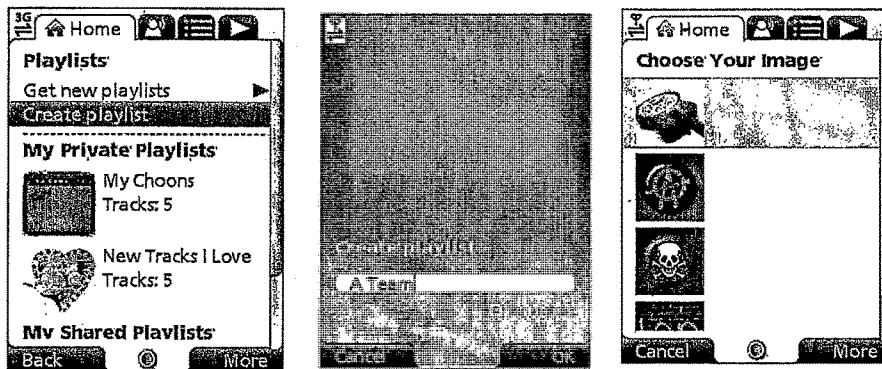 3G
Home
Playlists
Get new playlists
Create playlist
My Private Playlists
My Choons
Tracks: 5
New Tracks I Love
Tracks: 5
My Shared Playlists
Back
More
Create playlist
A Team
Cancel
OK
Home
Choose Your Image
Cancel
More